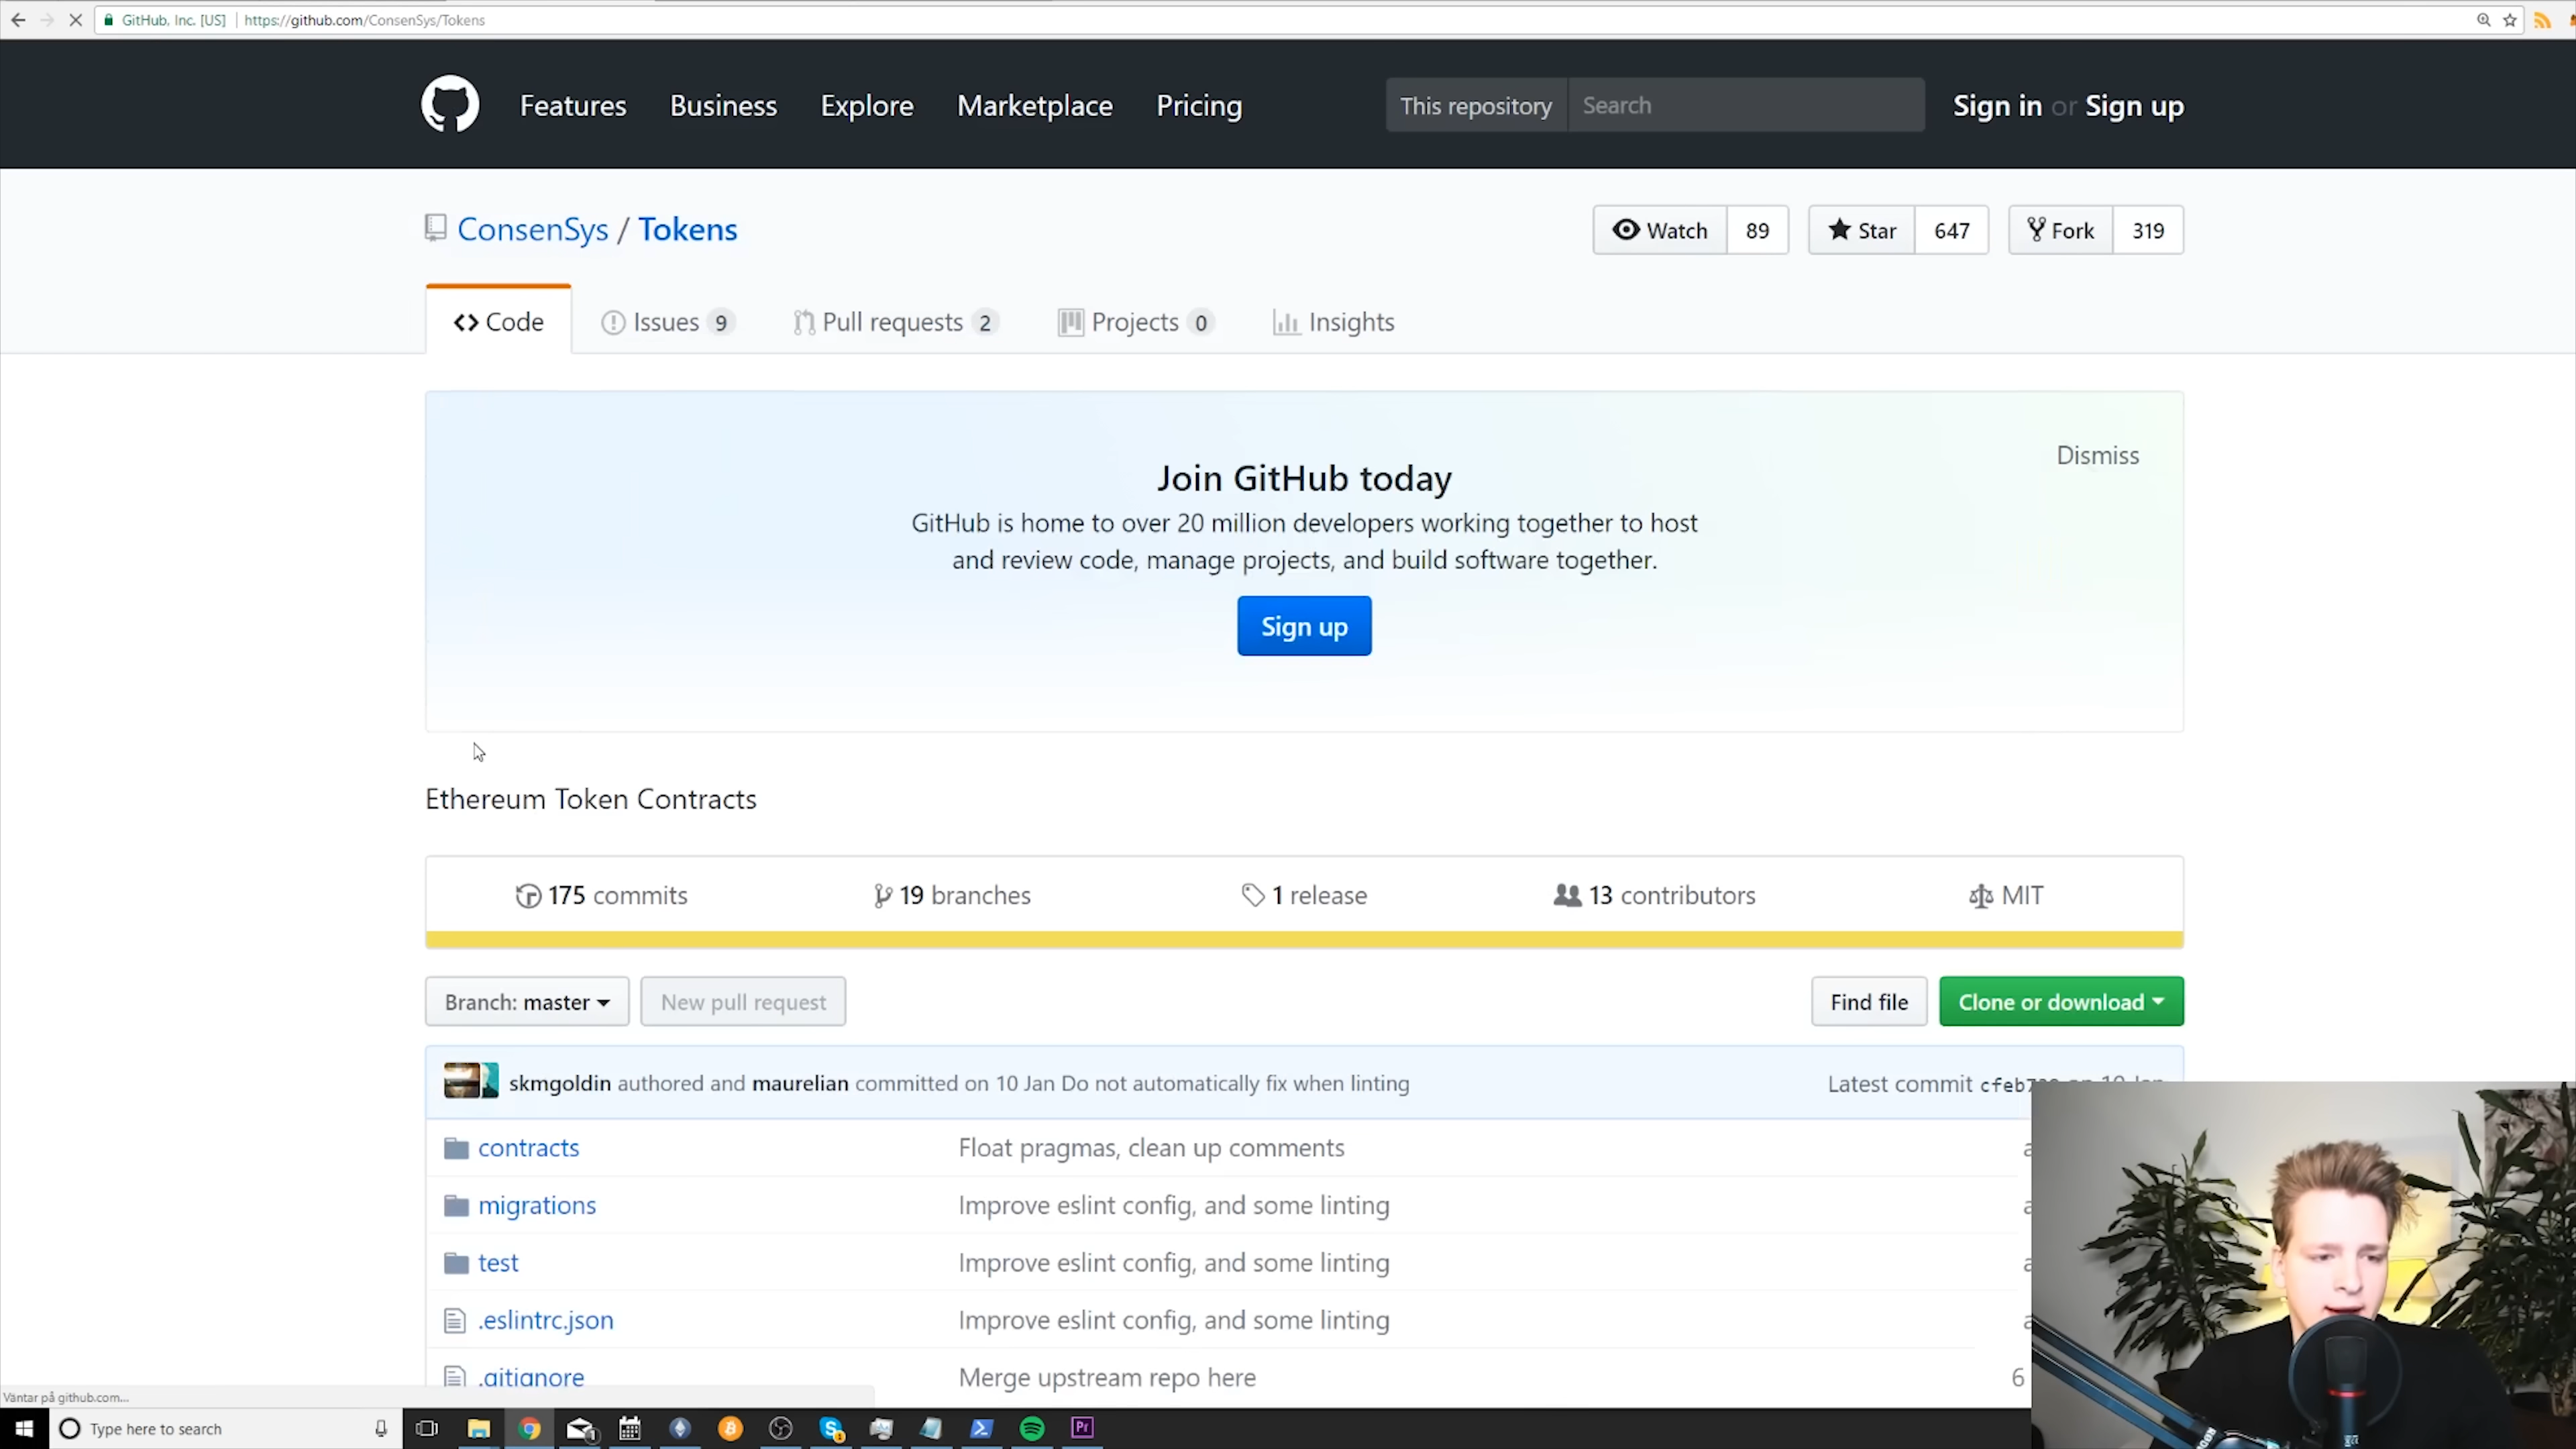 GitHub, Inc. [US] https://github.com/ConsenSys/Tokens
Features Business Explore Marketplace Pricing This repository Search Sign in or Sign up
ConsenSys / Tokens Watch 89 Star 647 Fork 319
Code Issues 9 Pull requests 2 Projects 0 Insights
Dismiss
Join GitHub today
GitHub is home to over 20 million developers working together to host
and review code, manage projects, and build software together.
Sign up
Ethereum Token Contracts
175 commits 19 branches 1 release 13 contributors MIT
Branch: master New pull request Find file Clone or download
skmgoldin authored and maurelian committed on 10 Jan Do not automatically fix when linting Latest commit on 10 Jan
contracts Float pragmas, clean up comments a
migrations Improve eslint config, and some linting a
test Improve eslint config, and some linting a
.eslintrc.json Improve eslint config, and some linting a
.gitignore Merge upstream repo here 6
Väntar på github.com...
Type here to search Pr